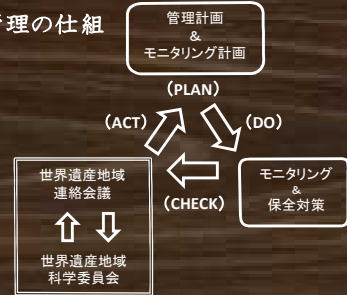 理の仕組
管理計画
&
モニタリング計画
(PLAN)
(ACT)
(DO)
(CHECK)
世界遺産地域
連絡会議
世界遺産地域
科学委員会
モニタリング
&
保全対策